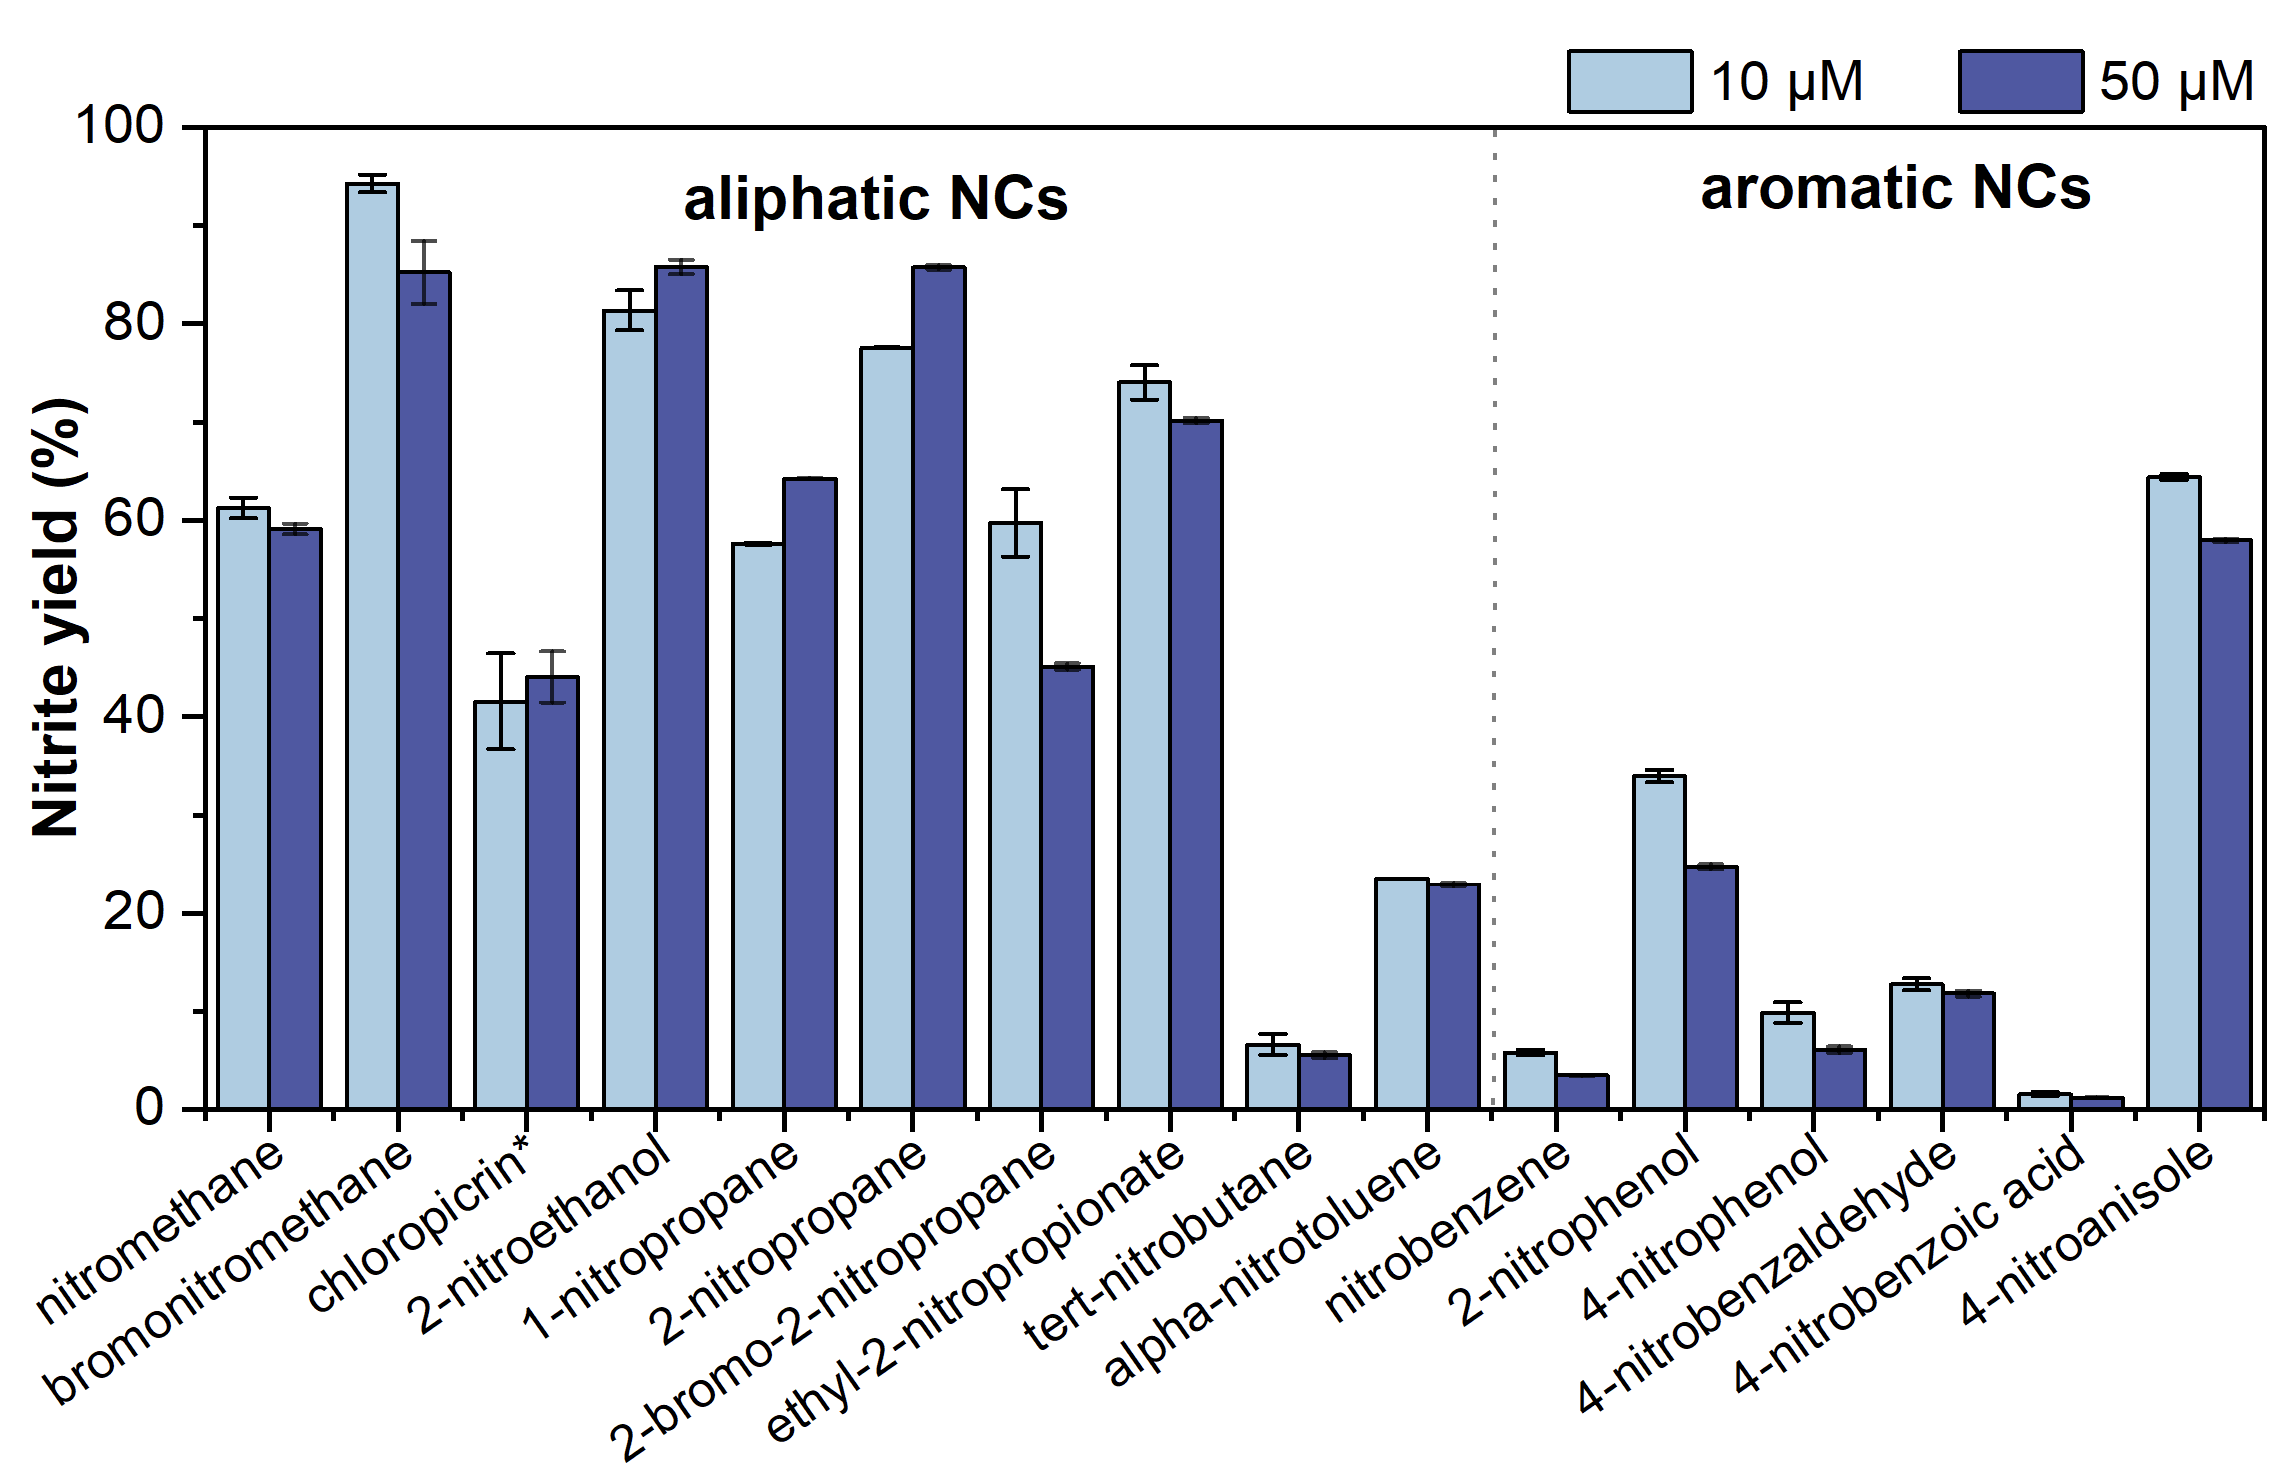 10 µM
50 µM
aliphatic NCs
aromatic NCs
Nitrite yield (%)
100
80
60
40
20
0
nitromethane
bromonitromethane
chloropicrin*
2-nitroethanol
1-nitropropane
2-nitropropane
2-bromo-2-nitropropane
ethyl-2-nitropropionate
tert-nitrobutane
alpha-nitrotoluene
nitrobenzene
2-nitrophenol
4-nitrophenol
4-nitrobenzaldehyde
4-nitrobenzoic acid
4-nitroanisole